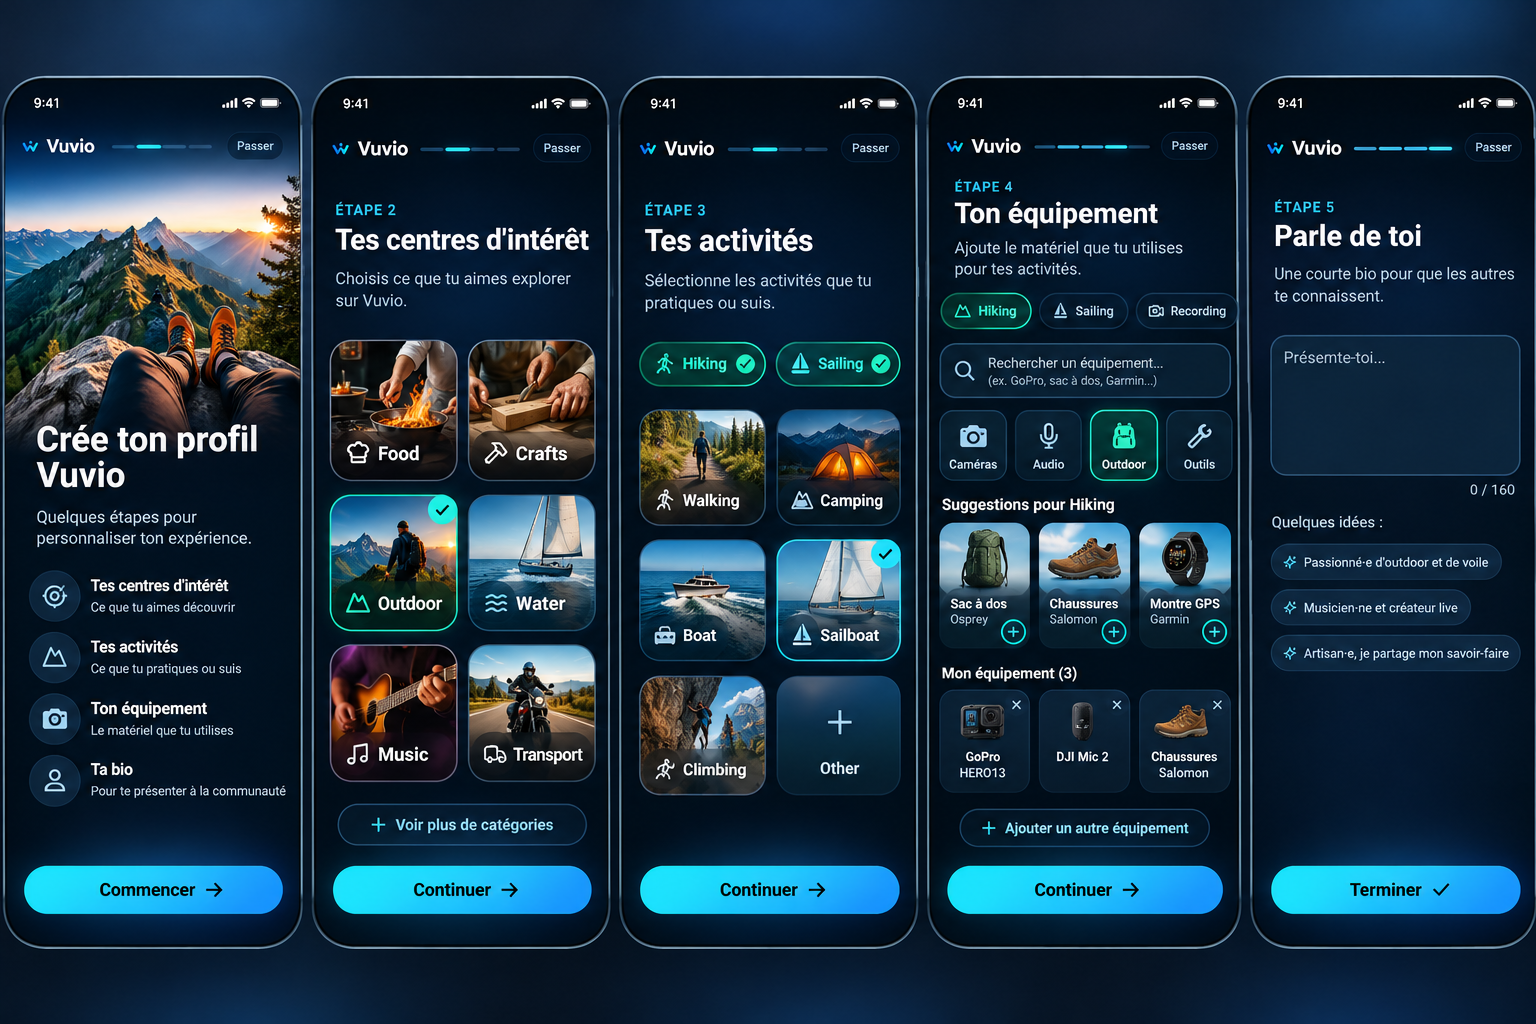 9:41
Vuvio
Passer
Crée ton profil
Vuvio
Quelques étapes pour
personnaliser ton expérience.
Tes centres d'intérêt
Ce que tu aimes découvrir
Tes activités
Ce que tu pratiques ou suis
Ton équipement
Le matériel que tu utilises
Ta bio
Pour te présenter à la communauté
Commencer
9:41
Vuvio
Passer
ÉTAPE 2
Tes centres d'intérêt
Choisis ce que tu aimes explorer
sur Vuvio.
Food
Crafts
Outdoor
Water
Music
Transport
Voir plus de catégories
Continuer
9:41
Vuvio
Passer
ÉTAPE 3
Tes activités
Sélectionne les activités que tu
pratiques ou suis.
Hiking
Sailing
Walking
Camping
Boat
Sailboat
Climbing
Other
Continuer
9:41
Vuvio
Passer
ÉTAPE 4
Ton équipement
Ajoute le matériel que tu utilises
pour tes activités.
Hiking
Sailing
Recording
Rechercher un équipement...
(ex. GoPro, sac à dos, Garmin...)
Caméras
Audio
Outdoor
Outils
Suggestions pour Hiking
Sac à dos
Osprey
Chaussures
Salomon
Montre GPS
Garmin
Mon équipement (3)
GoPro
HERO13
DJI Mic 2
Chaussures
Salomon
Ajouter un autre équipement
Continuer
9:41
Vuvio
Passer
ÉTAPE 5
Parle de toi
Une courte bio pour que les autres
te connaissent.
Présemte-toi...
0 / 160
Quelques idées :
Passionné·e d'outdoor et de voile
Musicien·ne et créateur live
Artisan·e, je partage mon savoir-faire
Terminer